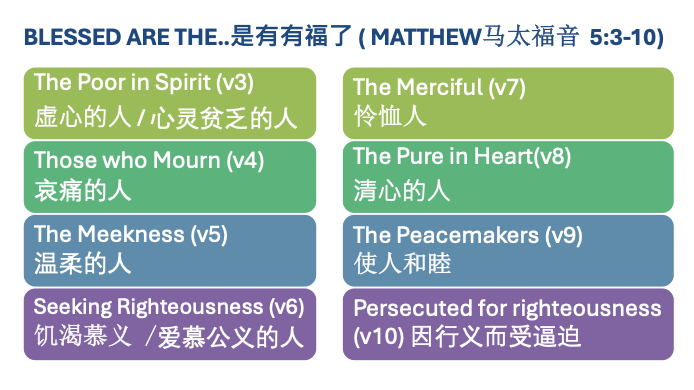 BLESSED ARE THE..是有有福了 ( MATTHEW马太福音 5:3-10)
The Poor in Spirit (v3)
虚心的人 / 心灵贫乏的人
Those who Mourn (v4)
哀痛的人
The Meekness (v5)
温柔的人
Seeking Righteousness (v6)
饥渴慕义 /爱慕公义的人
The Merciful (v7)
怜恤人
The Pure in Heart(v8)
清心的人
The Peacemakers (v9)
使人和睦
Persecuted for righteousness
(v10) 因行义而受逼迫